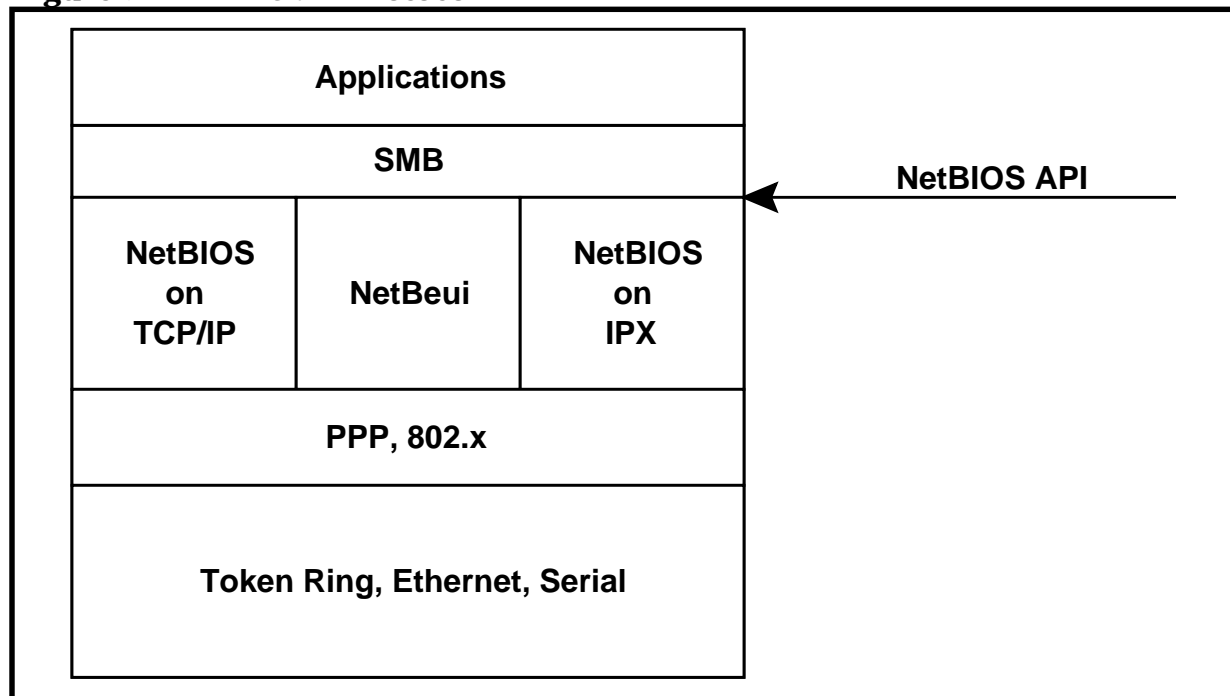 Applications
SMB
NetBIOS API
NetBIOS
on
TCP/IP
NetBeui
NetBIOS
on
IPX
PPP, 802.x
Token Ring, Ethernet, Serial